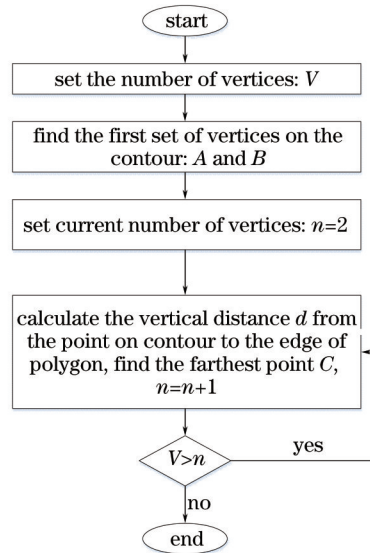 start
set the number of vertices: V
find the first set of vertices on the
contour: A and B
set current number of vertices: n=2
calculate the vertical distance d from
the point on contour to the edge of
polygon, find the farthest point C,
n=n+1
V>n
yes
no
end